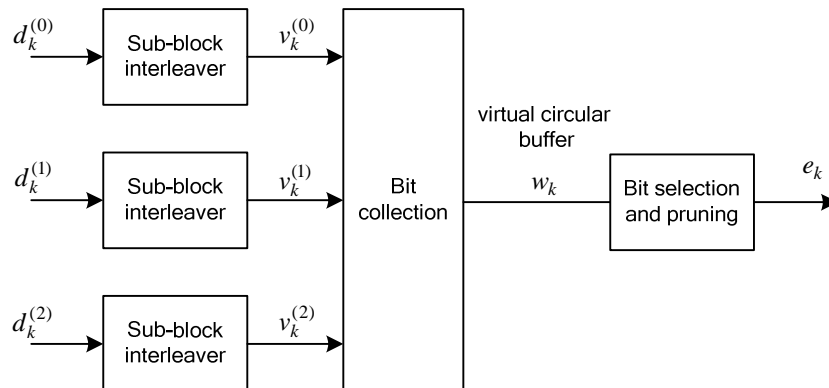 d_k^{(0)}
Sub-block
interleaver
v_k^{(0)}
d_k^{(1)}
Sub-block
interleaver
v_k^{(1)}
d_k^{(2)}
Sub-block
interleaver
v_k^{(2)}
Bit
collection
virtual circular
buffer
w_k
Bit selection
and pruning
e_k